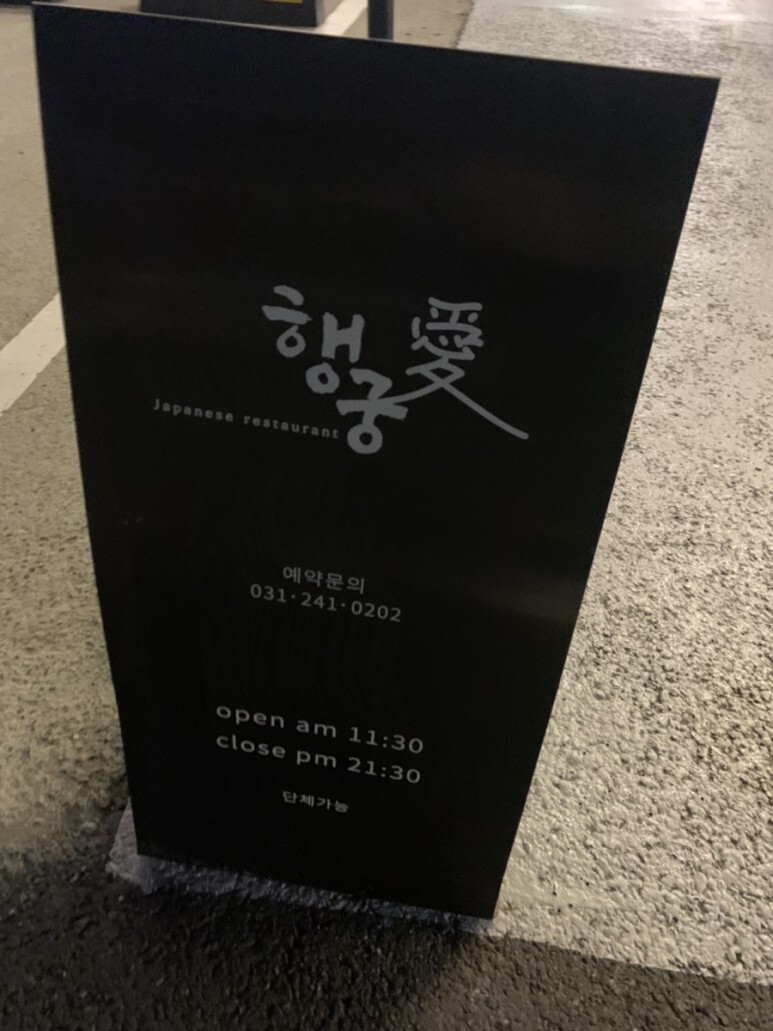 행궁愛
Japanese restaurant
예약문의
031·241·0202
open am 11:30
close pm 21:30
단체가능